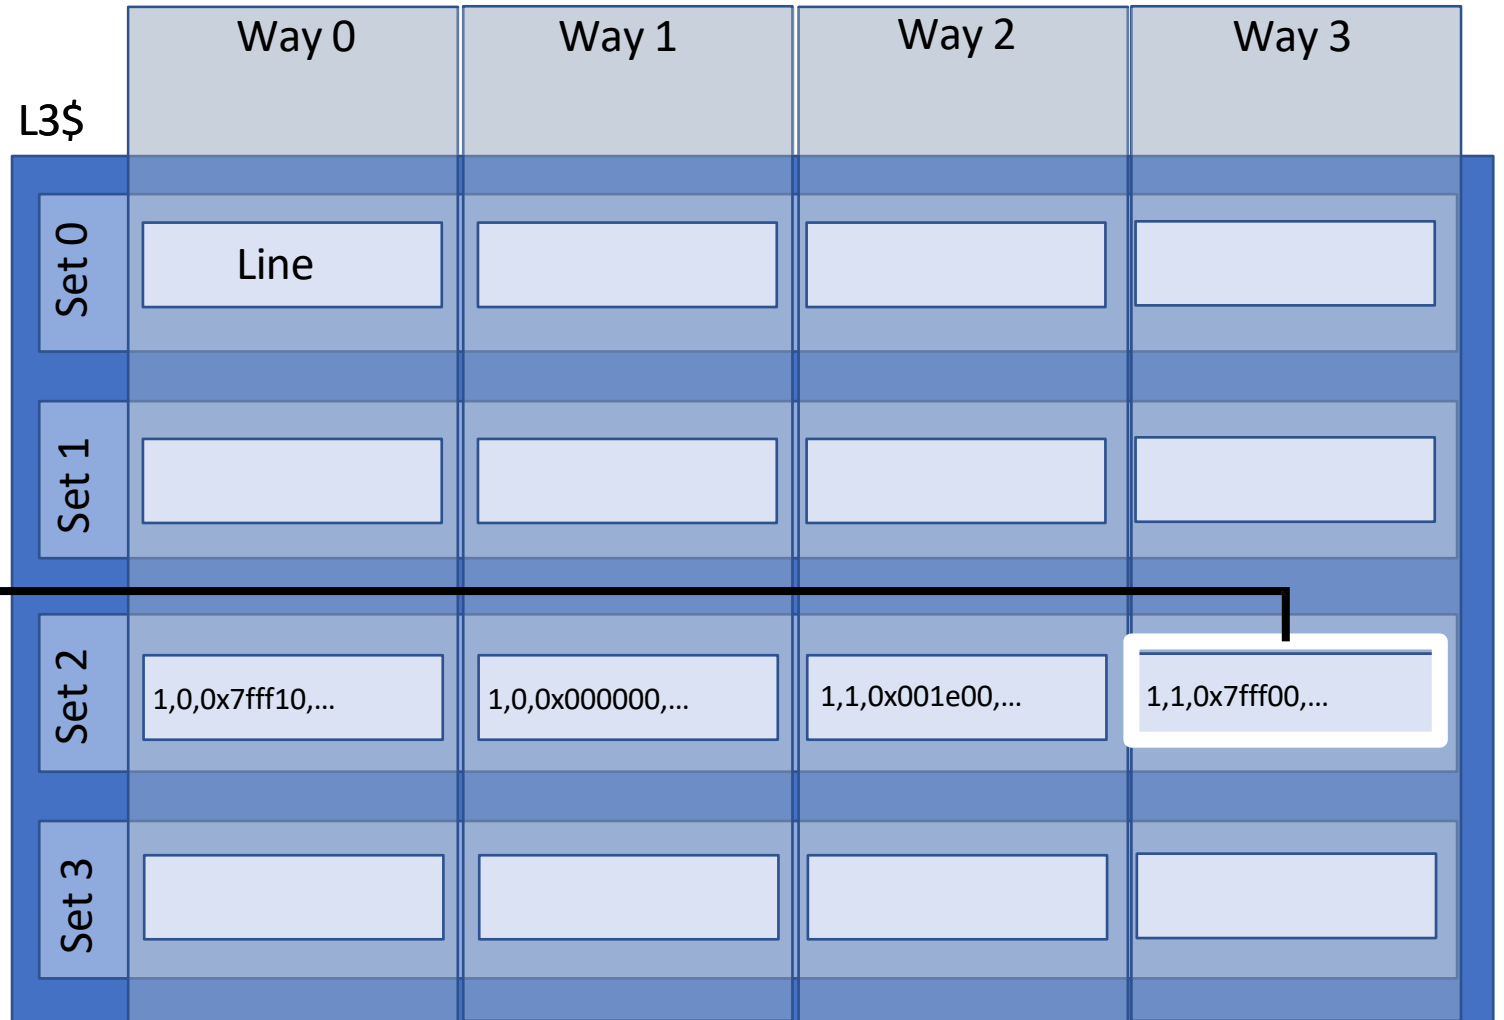 Way 0
Way 1
Way 2
Way 3
L3$
Set 0
Line
Set 1
Set 2
1,0,0x7fff10,...
1,0,0x000000,...
1,1,0x001e00,...
1,1,0x7fff00,...
Set 3